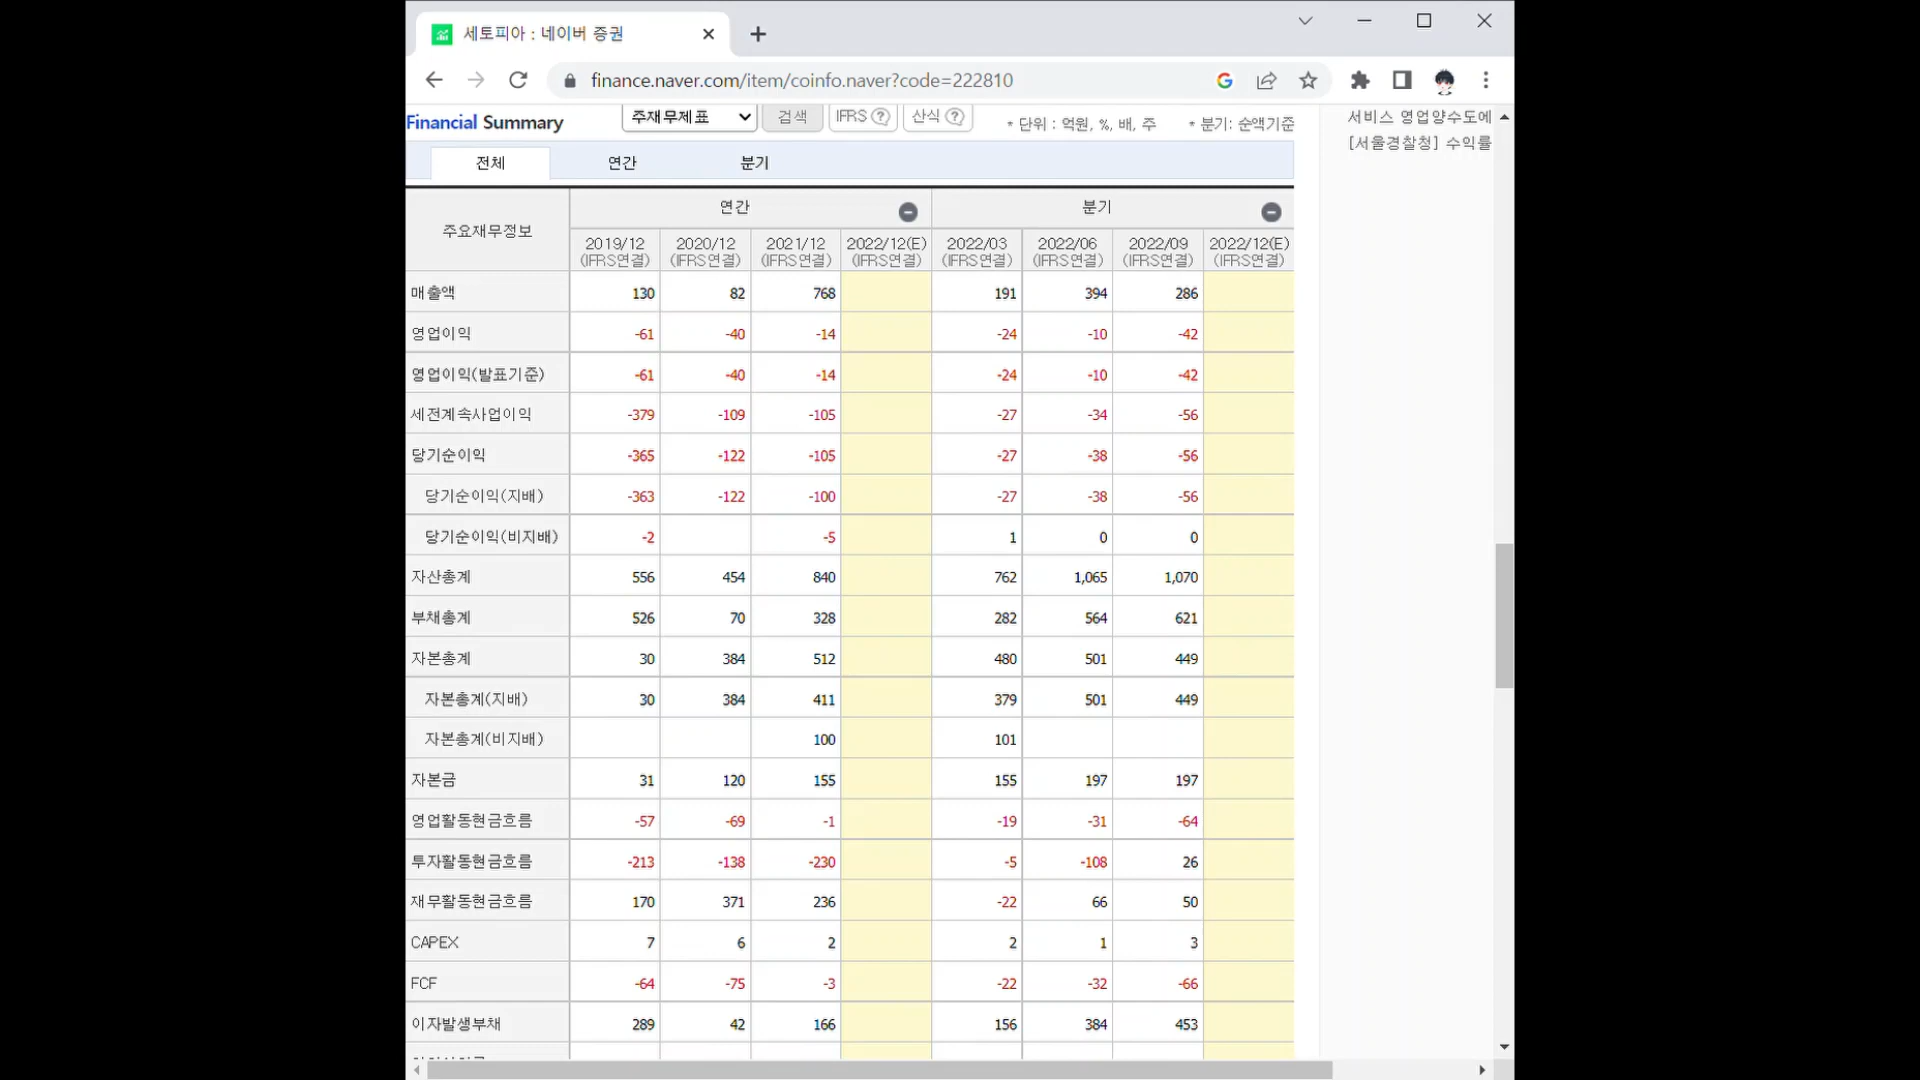 세토피아 : 네이버 증권
finance.naver.com/item/coinfo.naver?code=222810
Financial Summary 주재무제표 검색 IFRS ? 산식 ? * 단위 : 억원, %, 배, 주 * 분기: 순액기준
서비스 영업양수도에
[서울경찰청] 수익률
전체 연간 분기
주요재무정보 연간 분기
2019/12 2020/12 2021/12 2022/12(E) 2022/03 2022/06 2022/09 2022/12(E)
(IFRS연결) (IFRS연결) (IFRS연결) (IFRS연결) (IFRS연결) (IFRS연결) (IFRS연결) (IFRS연결)
매출액 130 82 768 191 394 286
영업이익 -61 -40 -14 -24 -10 -42
영업이익(발표기준) -61 -40 -14 -24 -10 -42
세전계속사업이익 -379 -109 -105 -27 -34 -56
당기순이익 -365 -122 -105 -27 -38 -56
당기순이익(지배) -363 -122 -100 -27 -38 -56
당기순이익(비지배) -2 -5 1 0 0
자산총계 556 454 840 762 1,065 1,070
부채총계 526 70 328 282 564 621
자본총계 30 384 512 480 501 449
자본총계(지배) 30 384 411 379 501 449
자본총계(비지배) 100 101
자본금 31 120 155 155 197 197
영업활동현금흐름 -57 -69 -1 -19 -31 -64
투자활동현금흐름 -213 -138 -230 -5 -108 26
재무활동현금흐름 170 371 236 -22 66 50
CAPEX 7 6 2 2 1 3
FCF -64 -75 -3 -22 -32 -66
이자발생부채 289 42 166 156 384 453